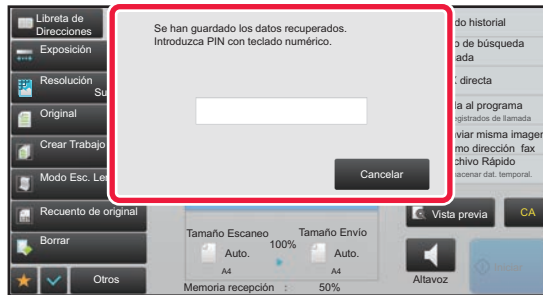 Libreta de
Direcciones
Exposición
Resolución
Su
Original
Crear Trabajo
Modo Esc. Le
Recuento de original
Borrar
Otros
Se han guardado los datos recuperados.
Introduzca PIN con teclado numérico.
Cancelar
Tamaño Escaneo
100%
Tamaño Envío
Auto.
A4
Auto.
A4
Memoria recepción : 50%
do historial
o de búsqueda
ada
directa
a al programa
egistrados de llamada
viar misma imagen
mo dirección fax
chivo Rápido
acenar dat. temporal.
Vista previa
CA
Altavoz